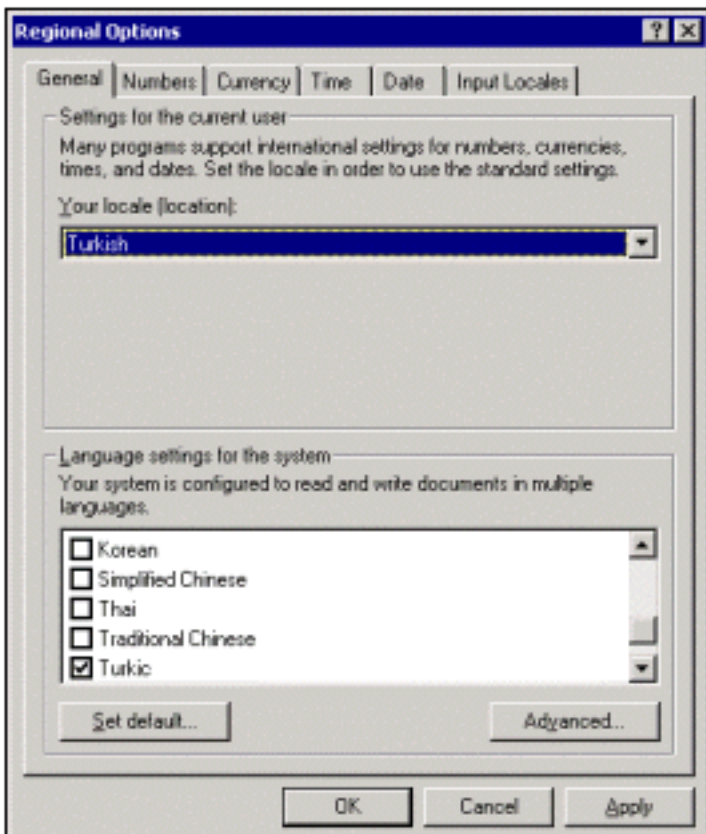 Regional Options
General Numbers Currency Time Date Input Locales
Settings for the current user
Many programs support international settings for numbers, currencies,
times, and dates. Set the locale in order to use the standard settings.
Your locale (location):
Turkish
Language settings for the system
Your system is configured to read and write documents in multiple
languages.
Korean
Simplified Chinese
Thai
Traditional Chinese
Turkic
Set default...
Advanced...
OK
Cancel
Apply